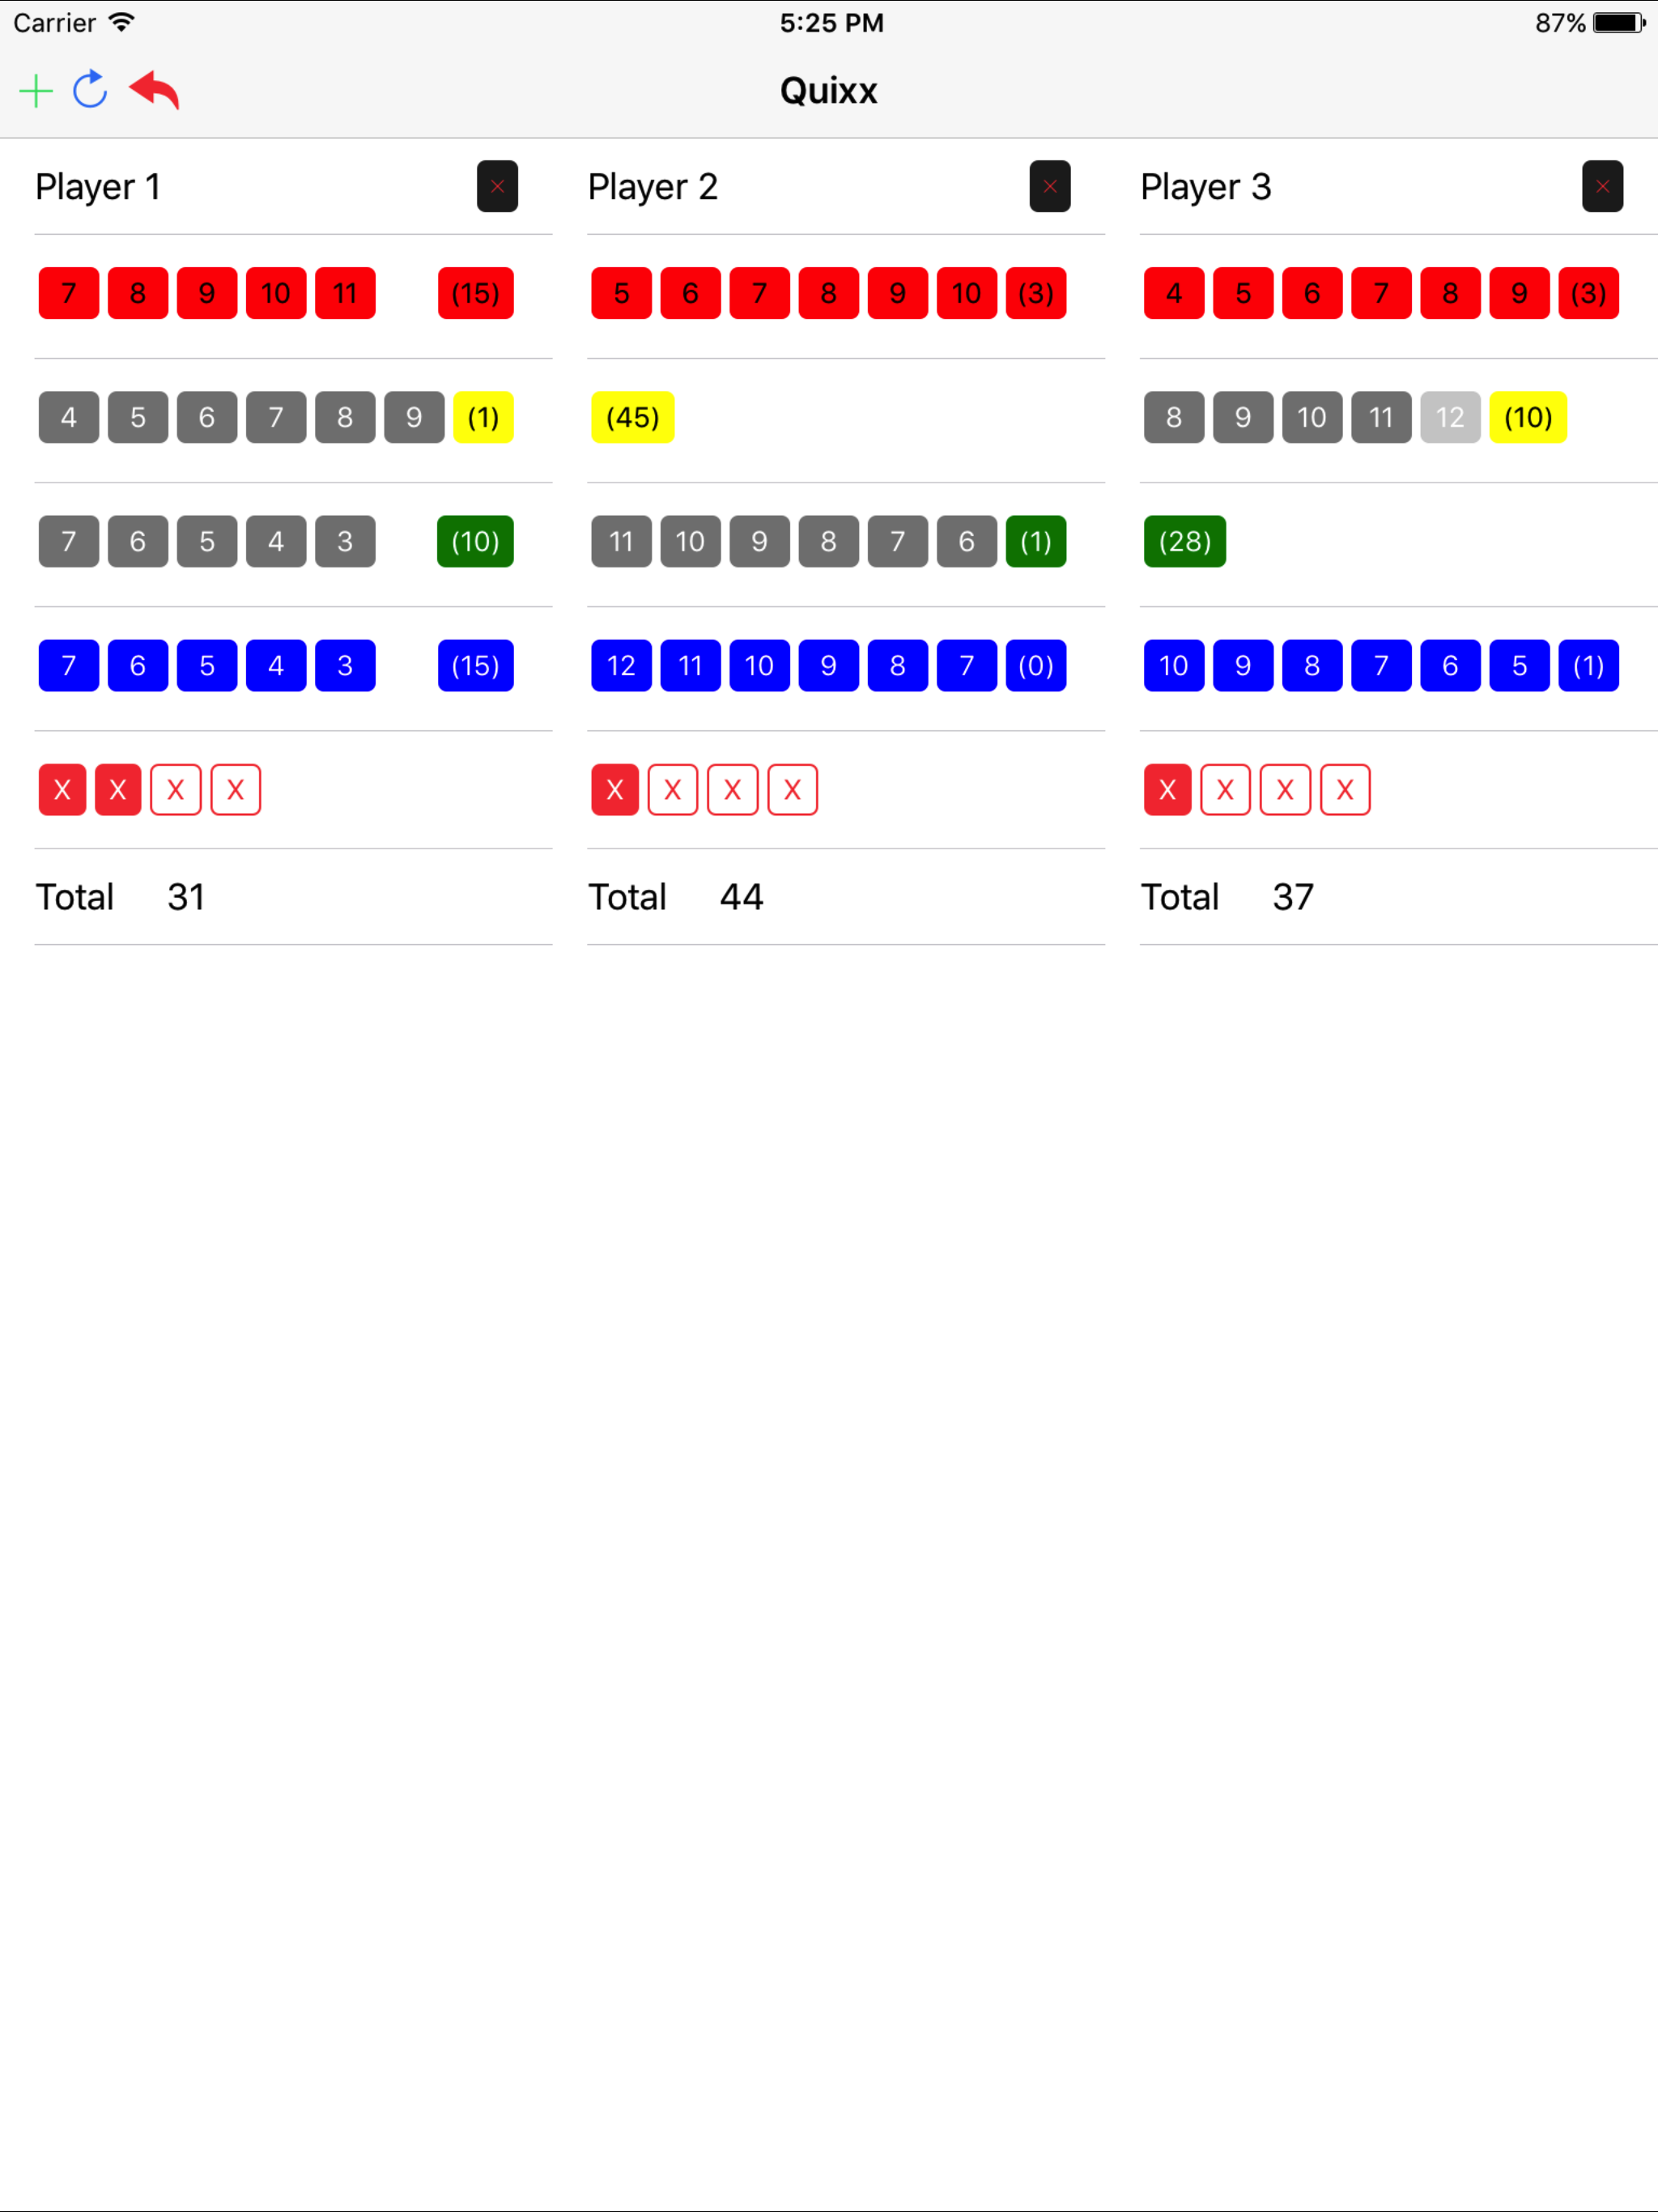 Carrier 5:25 PM 87%
Quixx
Player 1 × Player 2 × Player 3 ×
7 8 9 10 11 (15) 5 6 7 8 9 10 (3) 4 5 6 7 8 9 (3)
4 5 6 7 8 9 (1) (45) 8 9 10 11 12 (10)
7 6 5 4 3 (10) 11 10 9 8 7 6 (1) (28)
7 6 5 4 3 (15) 12 11 10 9 8 7 (0) 10 9 8 7 6 5 (1)
X X X X X X X X X X X X
Total 31 Total 44 Total 37